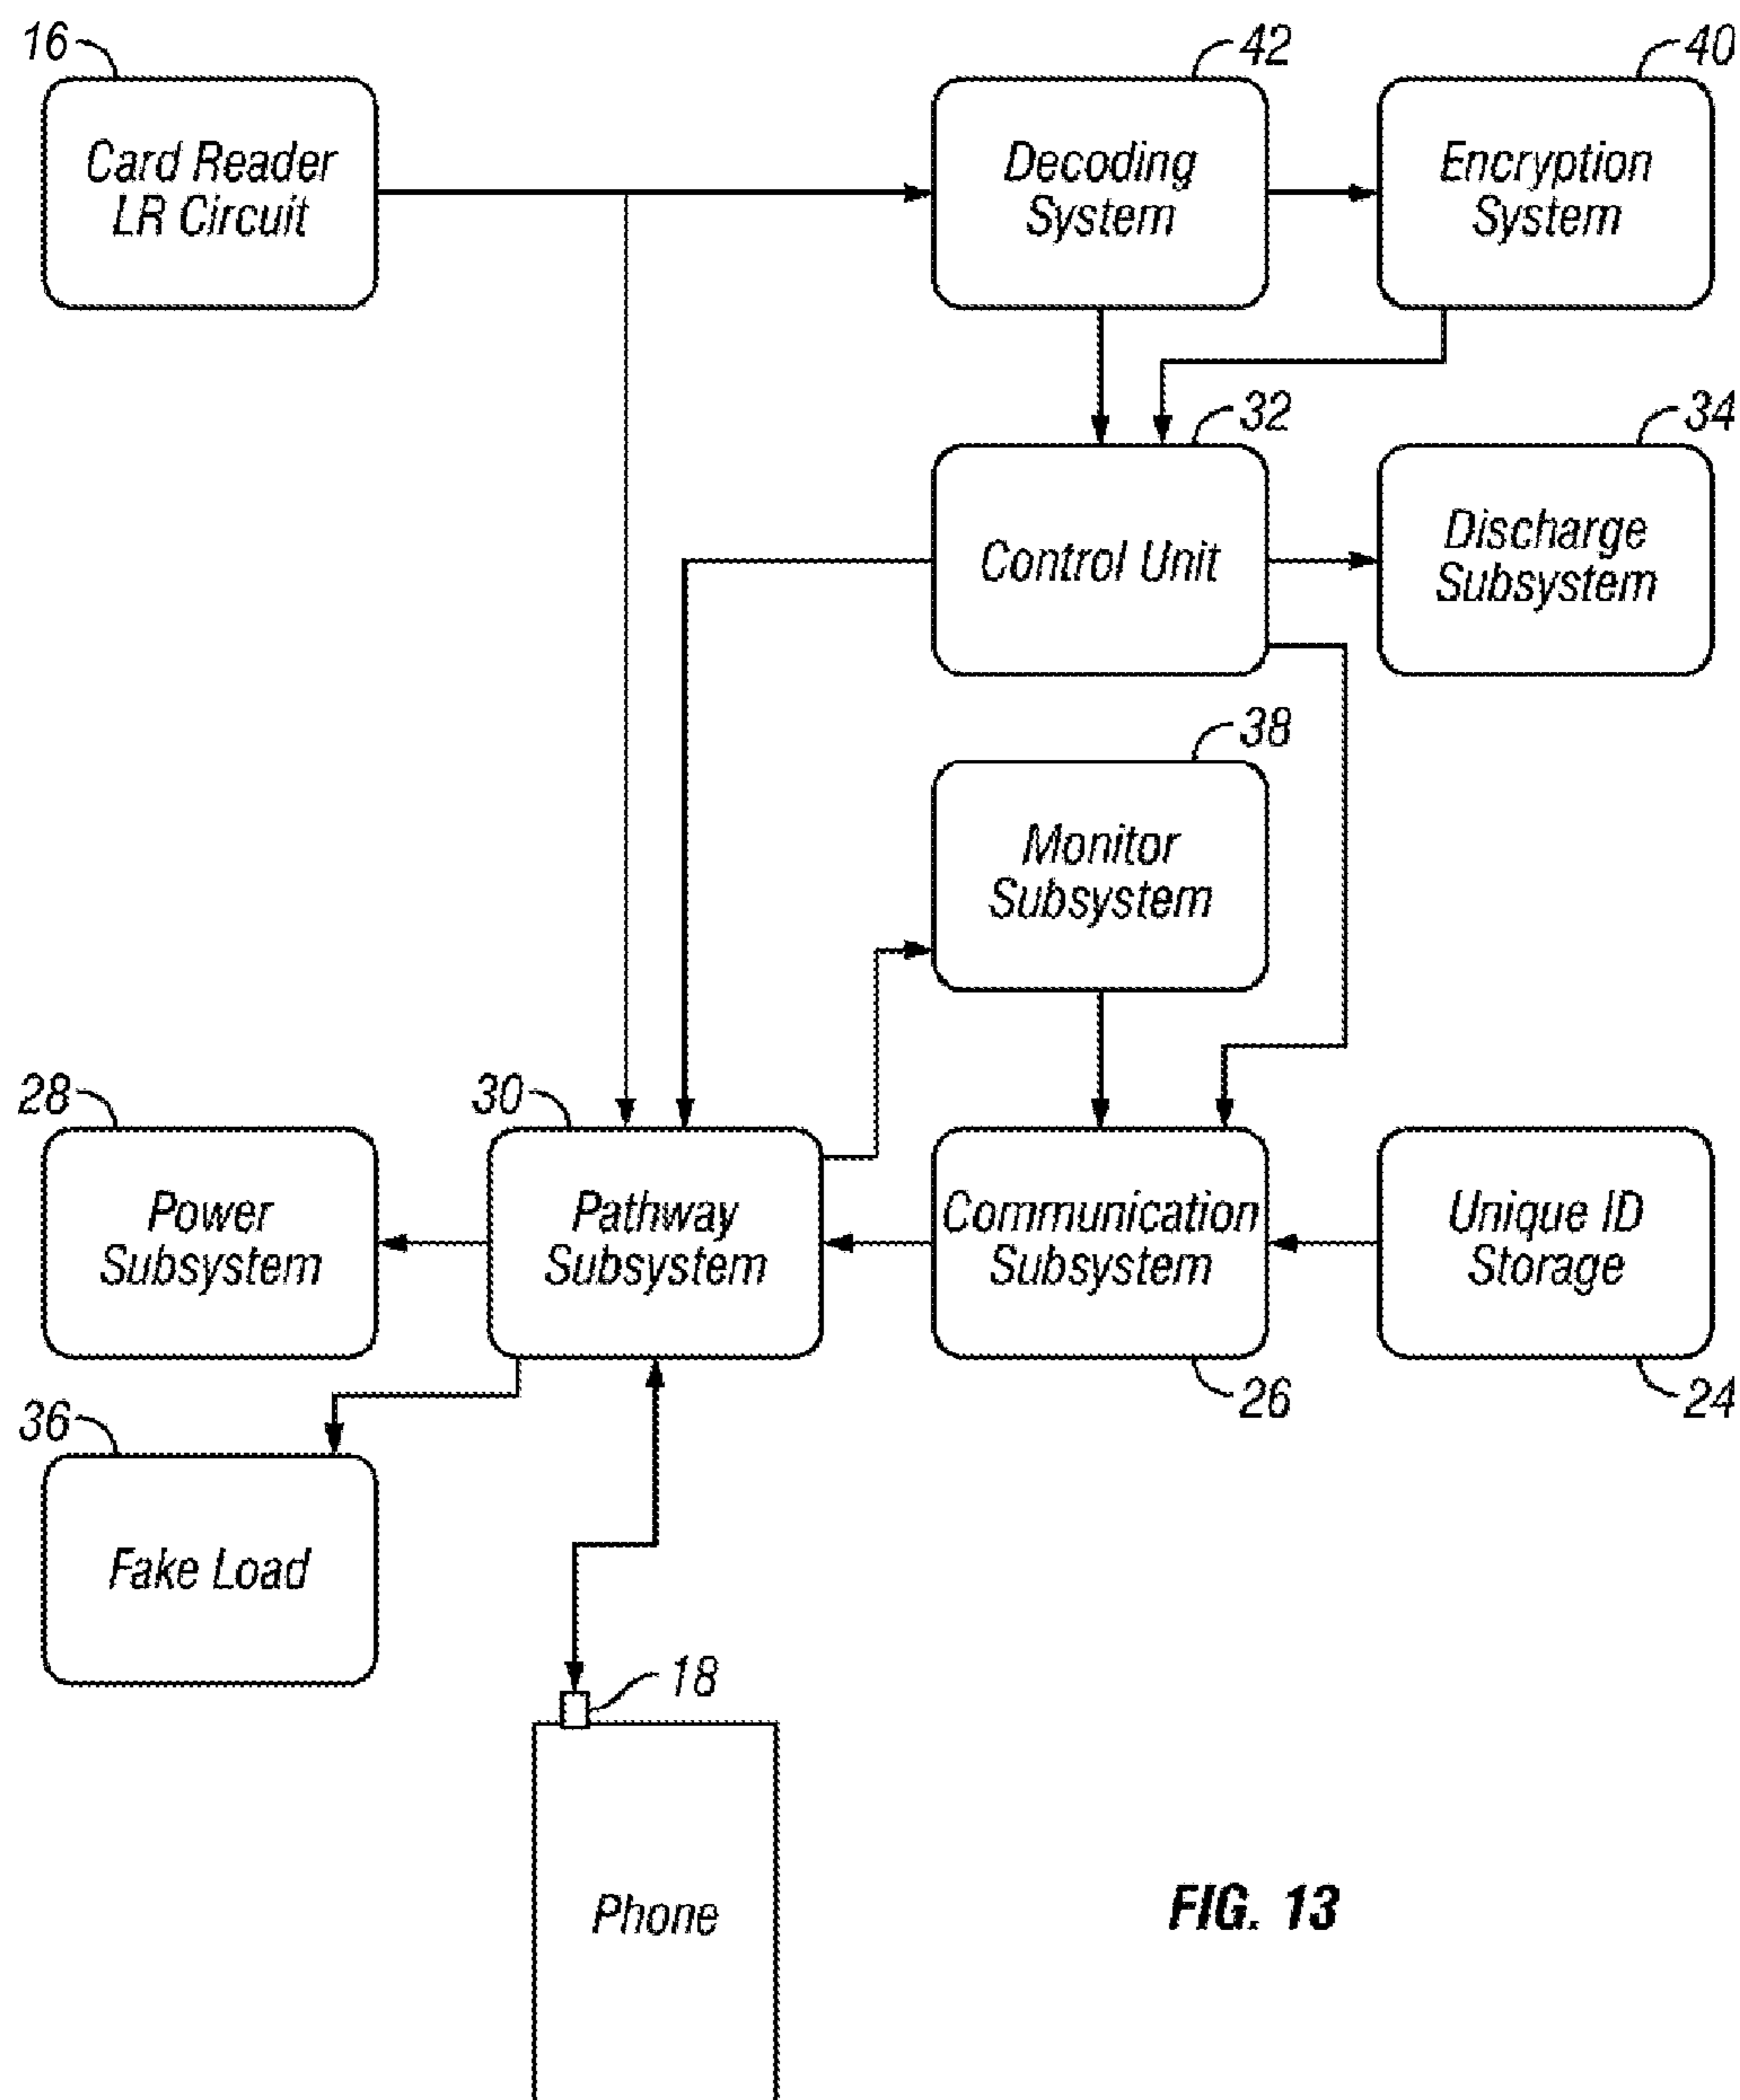 16
42
40
Card Reader
LR Circuit
Decoding
System
Encryption
System
32
34
Control Unit
Discharge
Subsystem
38
Monitor
Subsystem
28
30
Power
Subsystem
Pathway
Subsystem
Communication
Subsystem
Unique ID
Storage
36
26
24
Fake Load
18
Phone
FIG. 13